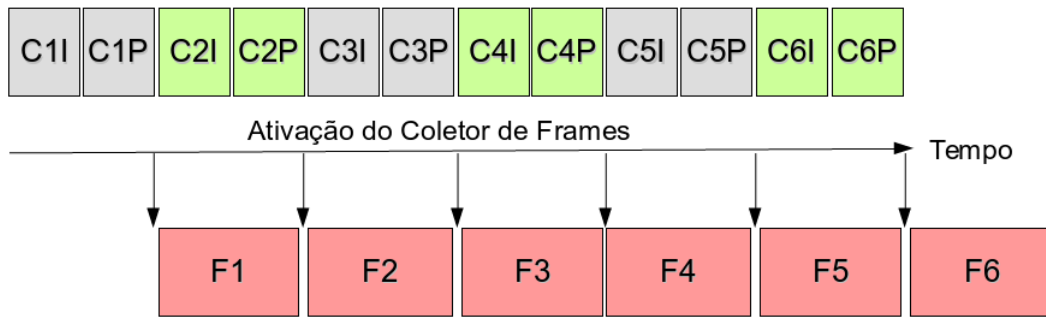 C1I C1P C2I C2P C3I C3P C4I C4P C5I C5P C6I C6P
Ativação do Coletor de Frames
Tempo
F1 F2 F3 F4 F5 F6